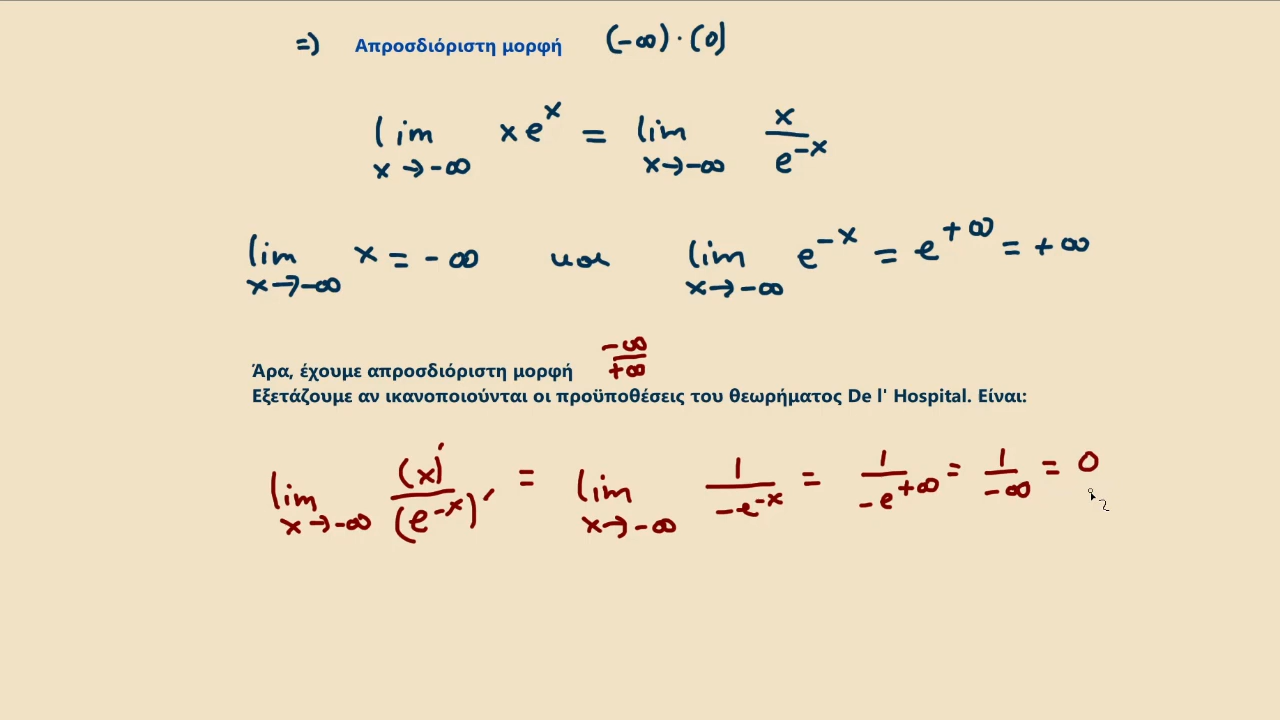 =) Απροσδιόριστη μορφή (-∞)·(0)
lim x→-∞ xe^x = lim x→-∞ x/e^-x
lim x→-∞ x = -∞ και lim x→-∞ e^-x = e^+∞ = +∞
Άρα, έχουμε απροσδιόριστη μορφή -∞/+∞
Εξετάζουμε αν ικανοποιούνται οι προϋποθέσεις του θεωρήματος De l' Hospital. Είναι:
lim x→-∞ (x)'/(e^-x)' = lim x→-∞ 1/-e^-x = 1/-e^+∞ = 1/-∞ = 0